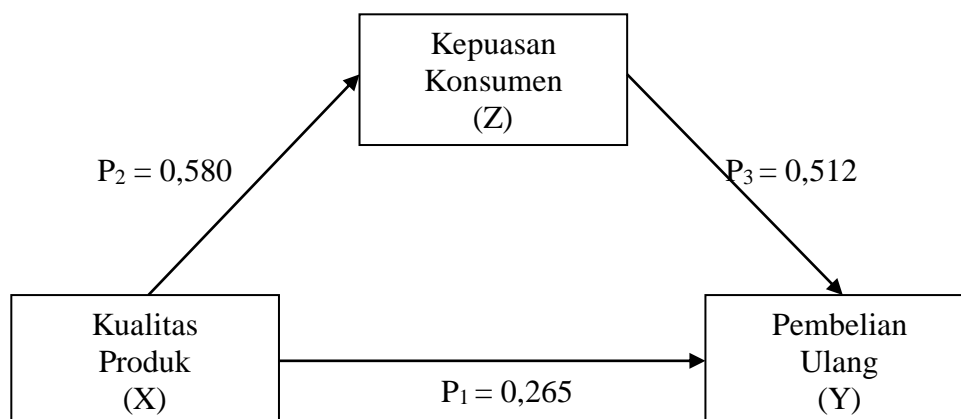 Kepuasan
Konsumen
(Z)
P₂ = 0,580
P₃ = 0,512
Kualitas
Produk
(X)
P₁ = 0,265
Pembelian
Ulang
(Y)